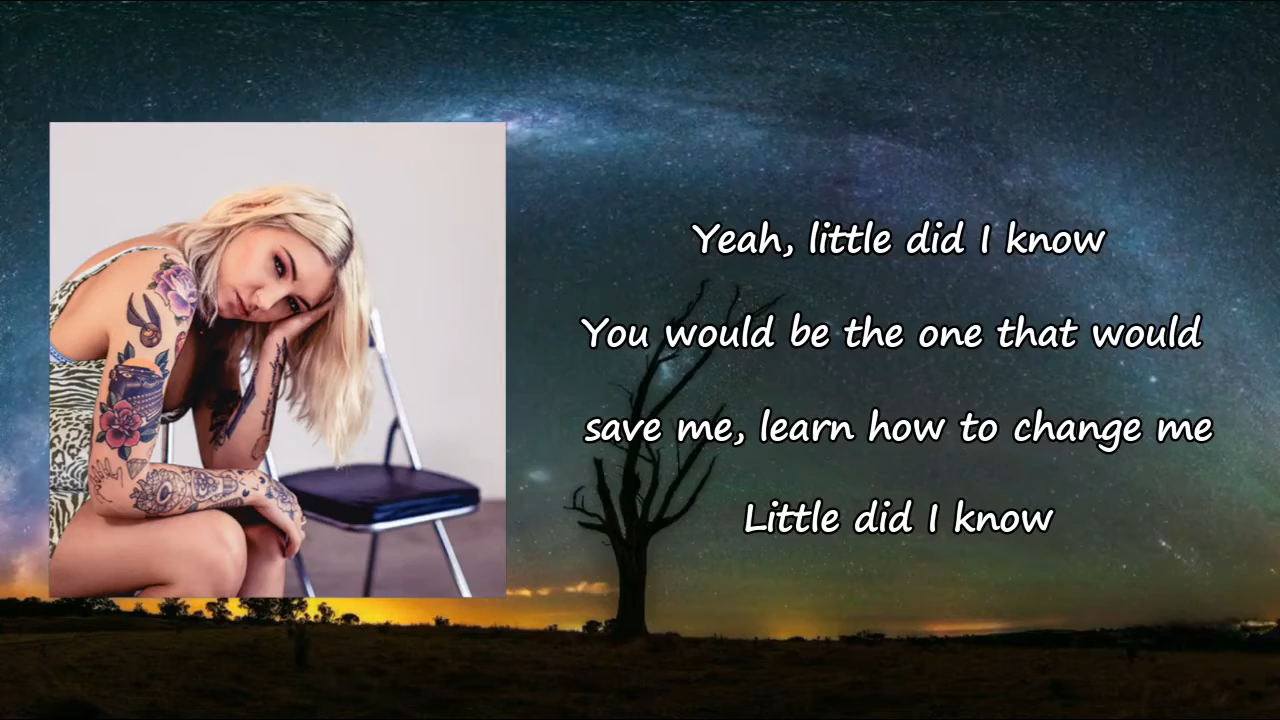 Yeah, little did I know
You would be the one that would
save me, learn how to change me
Little did I know